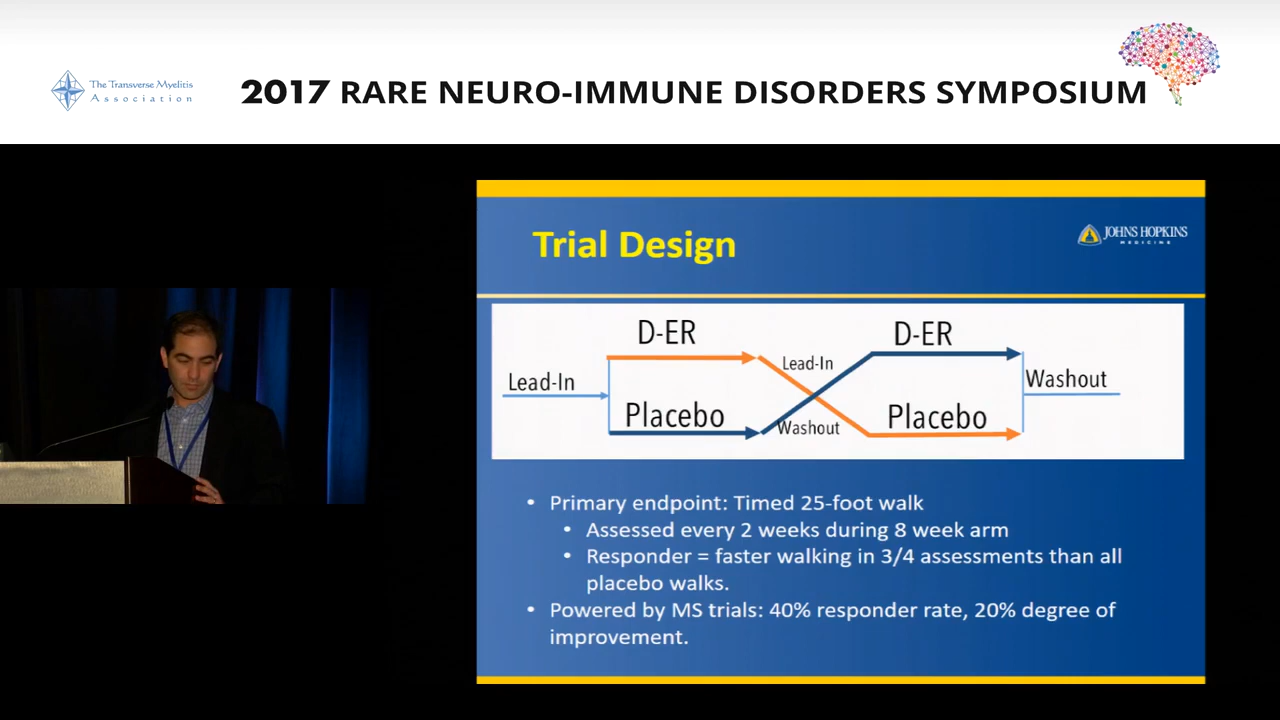 The Transverse Myelitis
Association
2017 RARE NEURO-IMMUNE DISORDERS SYMPOSIUM
Trial Design
JOHNS HOPKINS
MEDICINE
D-ER
D-ER
Lead-In
Lead-In
Washout
Placebo
Placebo
Washout
• Primary endpoint: Timed 25-foot walk
• Assessed every 2 weeks during 8 week arm
• Responder = faster walking in 3/4 assessments than all
placebo walks.
• Powered by MS trials: 40% responder rate, 20% degree of
improvement.